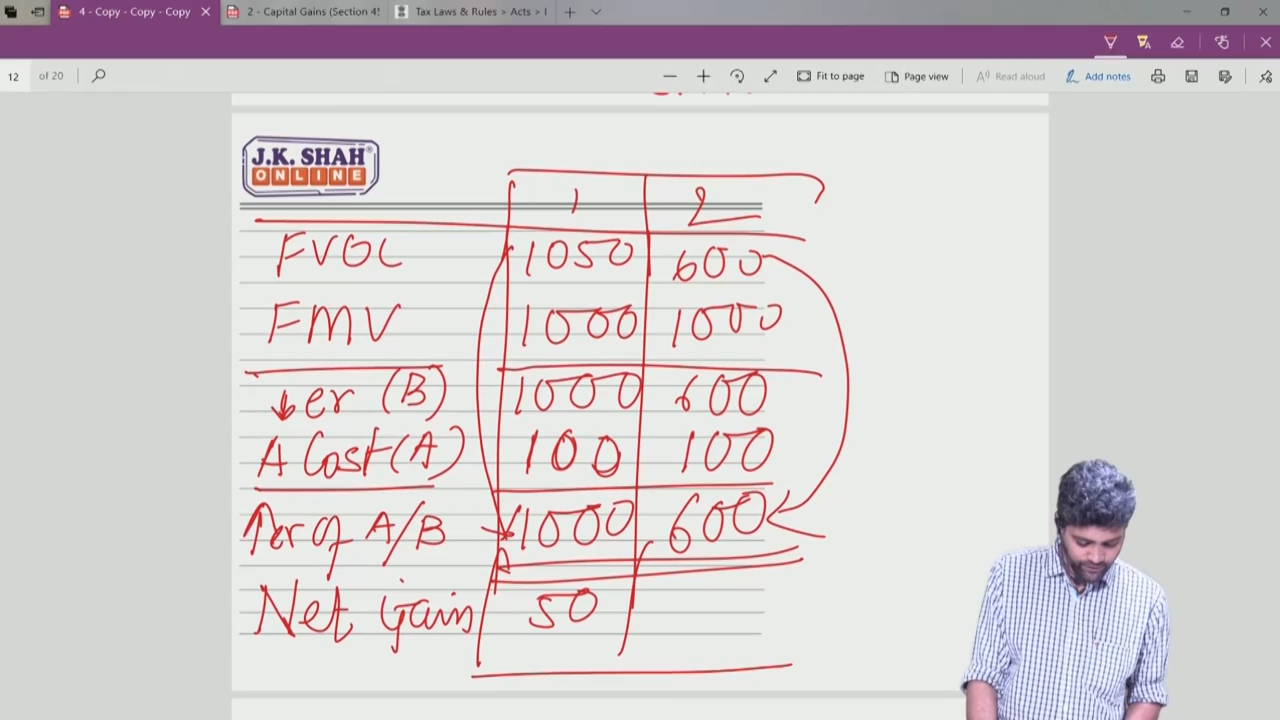 4 - Copy - Copy - Copy
2 - Capital Gains (Section 4!
Tax Laws & Rules > Acts > I
12 of 20
Fit to page
Page view
Read aloud
Add notes
J.K. SHAH®
ONLINE
1 2
FVOC 1050 600
FMV 1000 1000
↓er (B) 1000 600
A Cost (A) 100 100
↑er of A/B 1000 600
Net Gain 50